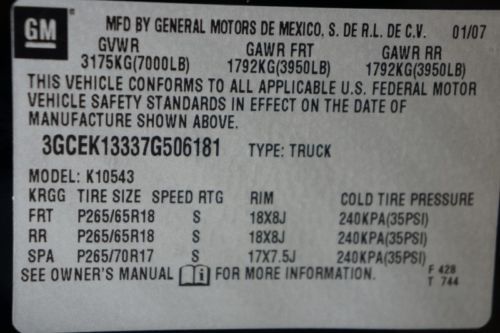 GM
MFD BY GENERAL MOTORS DE MEXICO, S. DE R.L. DE C.V. 01/07
GVWR GAWR FRT GAWR RR
3175KG(7000LB) 1792KG(3950LB) 1792KG(3950LB)
THIS VEHICLE CONFORMS TO ALL APPLICABLE U.S. FEDERAL MOTOR
VEHICLE SAFETY STANDARDS IN EFFECT ON THE DATE OF
MANUFACTURE SHOWN ABOVE.
3GCEK13337G506181 TYPE: TRUCK
MODEL: K10543
KRGG TIRE SIZE SPEED RTG RIM COLD TIRE PRESSURE
FRT P265/65R18 S 18X8J 240KPA(35PSI)
RR P265/65R18 S 18X8J 240KPA(35PSI)
SPA P265/70R17 S 17X7.5J 240KPA(35PSI)
SEE OWNER'S MANUAL i FOR MORE INFORMATION. F 428
T 744